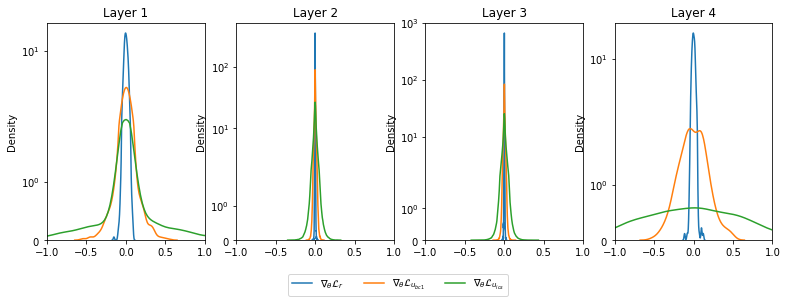 Layer 1 Layer 2 Layer 3 Layer 4
Density Density Density Density
10¹ 10⁰ 0
10² 10¹ 10⁰ 0
10³ 10² 10¹ 10⁰ 0
10¹ 10⁰ 0
−1.0 −0.5 0.0 0.5 1.0 −1.0 −0.5 0.0 0.5 1.0 −1.0 −0.5 0.0 0.5 1.0 −1.0 −0.5 0.0 0.5 1.0
∇θℒr ∇θℒu_bc1 ∇θℒu_ics